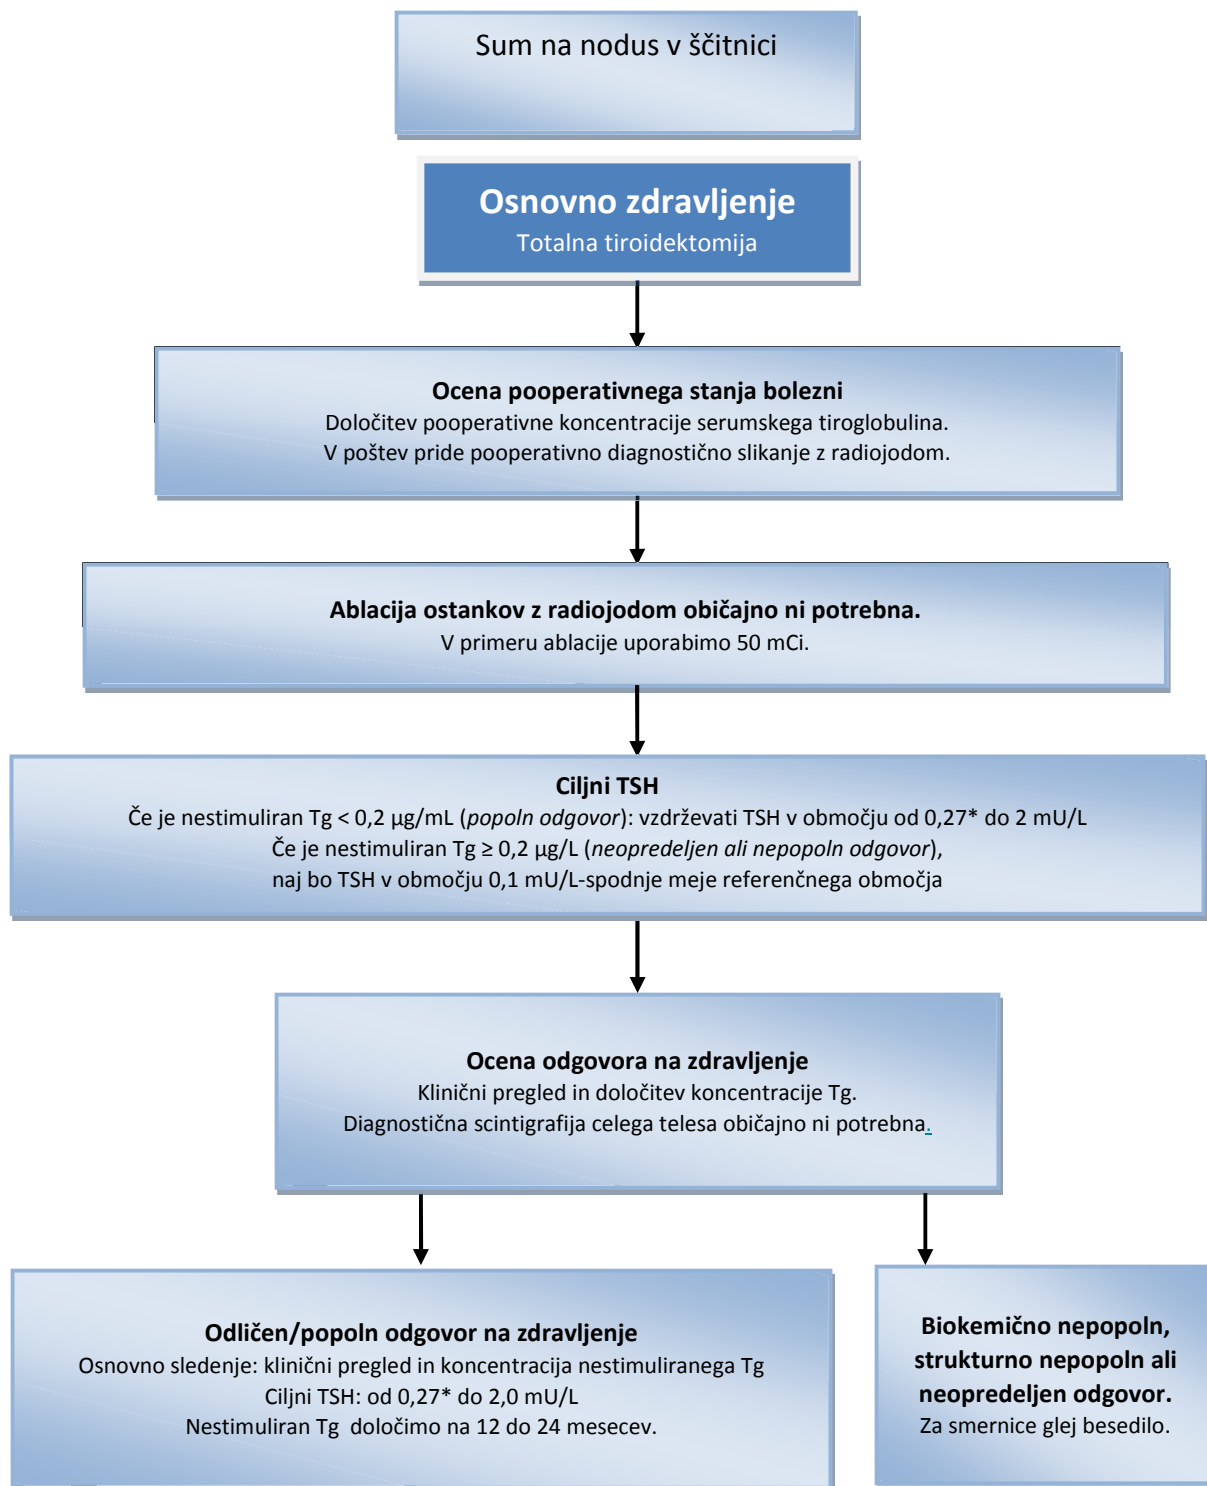 Sum na nodus v ščitnici
Osnovno zdravljenje
Totalna tiroidektomija
Ocena pooperativnega stanja bolezni
Določitev pooperativne koncentracije serumskega tiroglobulina.
V poštev pride pooperativno diagnostično slikanje z radiojodom.
Ablacija ostankov z radiojodom običajno ni potrebna.
V primeru ablacije uporabimo 50 mCi.
Ciljni TSH
Če je nestimuliran Tg < 0,2 µg/mL (popoln odgovor): vzdrževati TSH v območju od 0,27* do 2 mU/L
Če je nestimuliran Tg ≥ 0,2 µg/L (neopredeljen ali nepopoln odgovor),
naj bo TSH v območju 0,1 mU/L-spodnje meje referenčnega območja
Ocena odgovora na zdravljenje
Klinični pregled in določitev koncentracije Tg.
Diagnostična scintigrafija celega telesa običajno ni potrebna.
Odličen/popoln odgovor na zdravljenje
Osnovno sledenje: klinični pregled in koncentracija nestimuliranega Tg
Ciljni TSH: od 0,27* do 2,0 mU/L
Nestimuliran Tg določimo na 12 do 24 mesecev.
Biokemično nepopoln,
strukturno nepopoln ali
neopredeljen odgovor.
Za smernice glej besedilo.